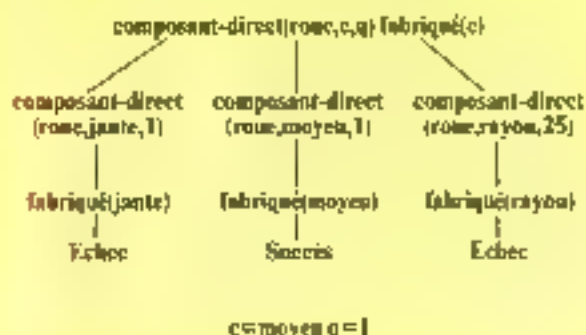 composant-direct(roue,c,q) fabriqué(c)
composant-direct composant-direct composant-direct
(roue,jante,1) (roue,moyeu,1) (roue,rayon,25)
fabriqué(jante) fabriqué(moyeu) fabriqué(rayon)
Echec Succès Echec
c=moyeu q=1